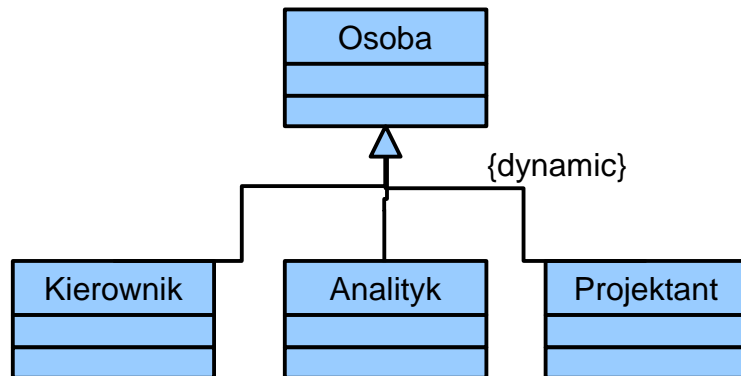 Osoba
{dynamic}
Kierownik
Analityk
Projektant